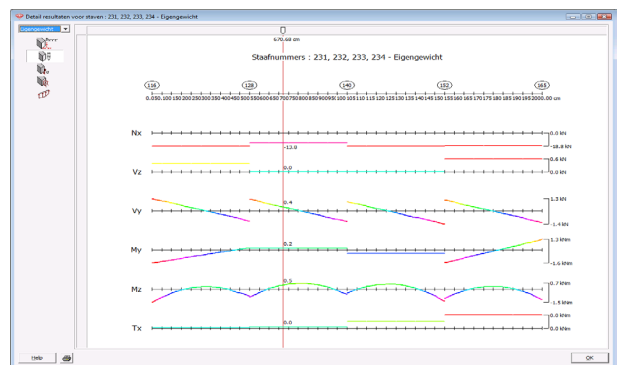 Detail resultaten voor staven : 231, 232, 233, 234 - Eigengewicht
Eigengewicht
670.68 cm
Staafnummers : 231, 232, 233, 234 - Eigengewicht
116 128 140 152 165
2000.00 cm
Nx -13.0 0.0 kN
-18.8 kN
Vz 0.0 0.6 kN
0.0 kN
Vy 0.4 1.3 kN
-1.4 kN
My 0.2 1.3 kNm
-1.6 kNm
Mz 0.5 0.7 kNm
-1.5 kNm
Tx 0.0 0.0 kNm
0.0 kNm
Help OK